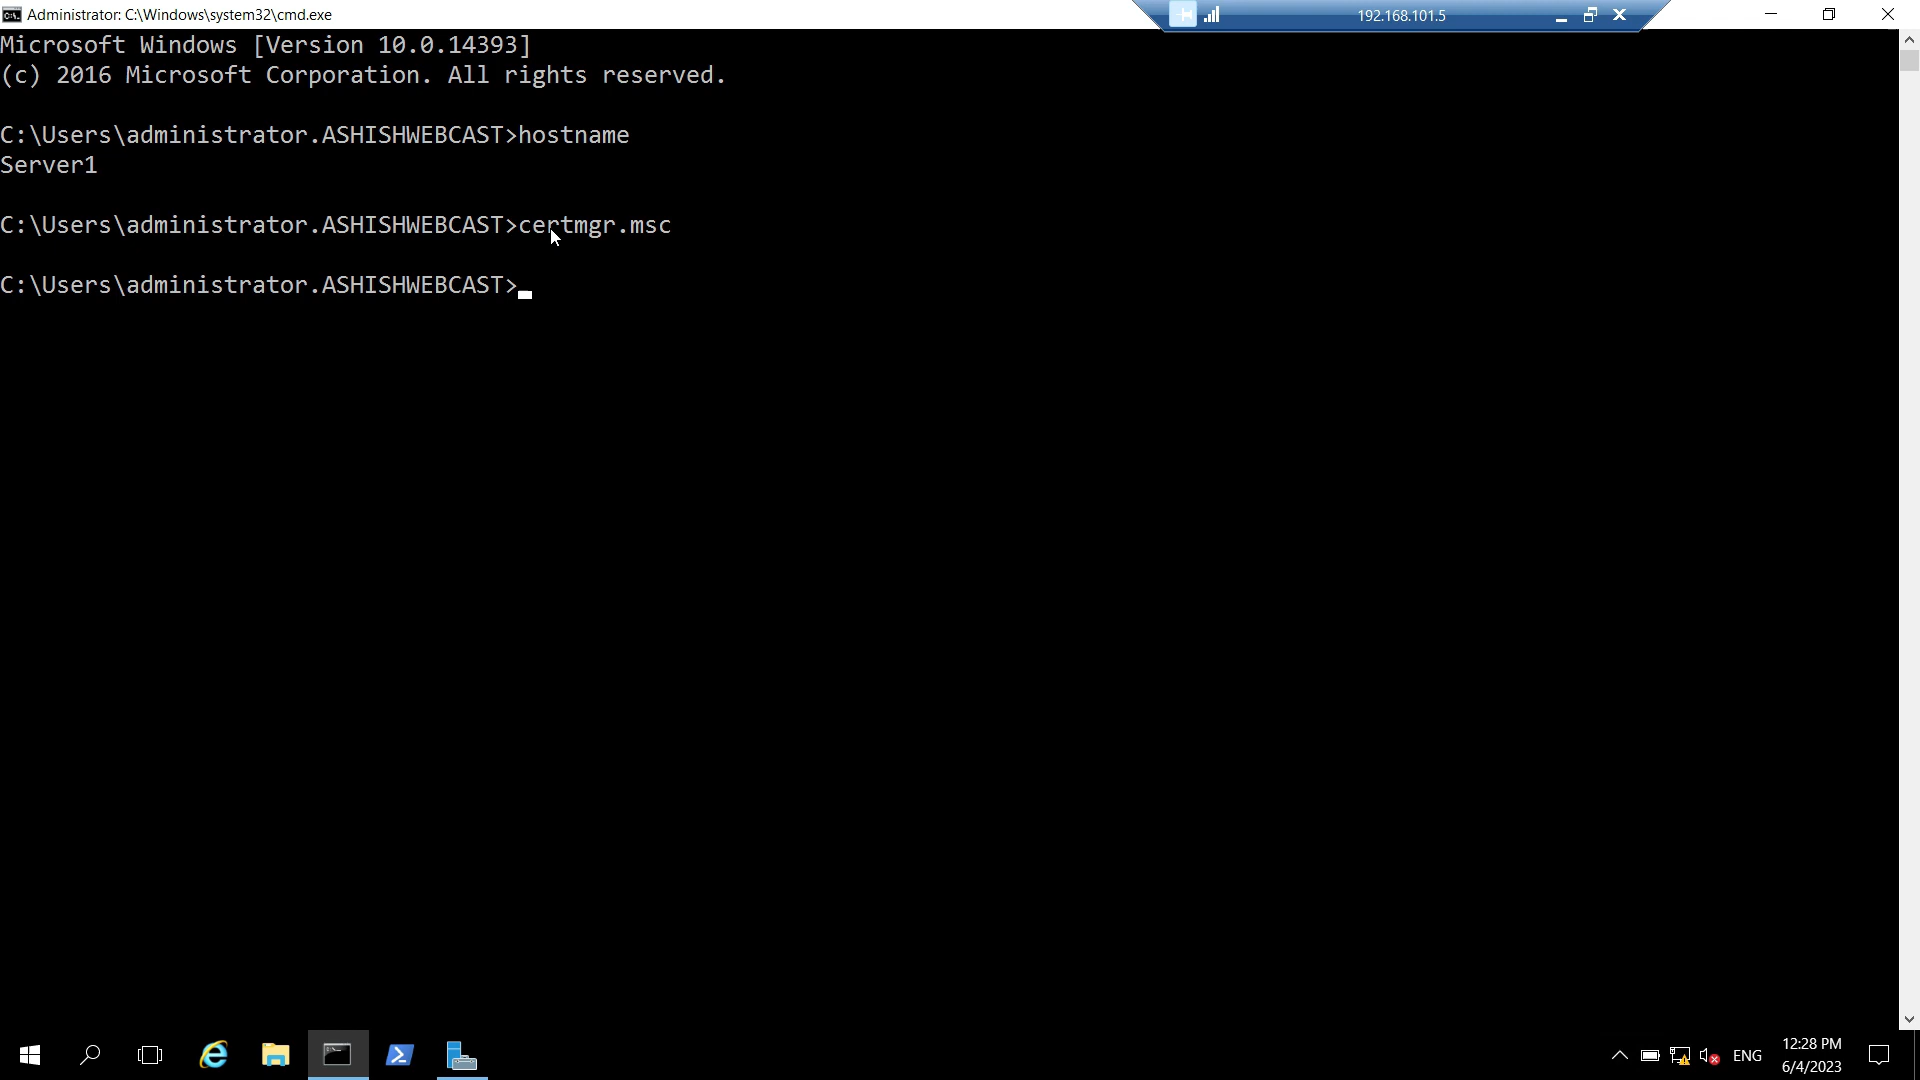 Administrator: C:\Windows\system32\cmd.exe
192.168.101.5
Microsoft Windows [Version 10.0.14393]
(c) 2016 Microsoft Corporation. All rights reserved.
C:\Users\administrator.ASHISHWEBCAST>hostname
Server1
C:\Users\administrator.ASHISHWEBCAST>certmgr.msc
C:\Users\administrator.ASHISHWEBCAST>
ENG
12:28 PM
6/4/2023